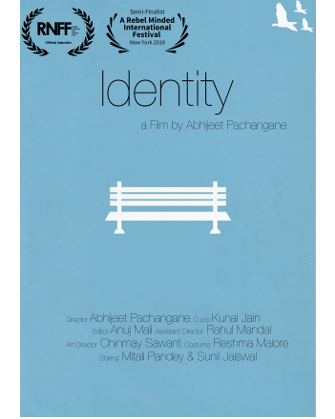 RNFF
Official Selection
Semi-Finalist
A Rebel Minded
International
Festival
New York 2018
Identity
a Film by Abhijeet Pachangane
Director Abhijeet Pachangane D.o.p Kunal Jain
Editor Anuj Mali Assistant Director Rahul Mandal
Art Director Chinmay Sawant Costume Reshma Malore
Starring Mitali Pandey & Sunil Jaiswal